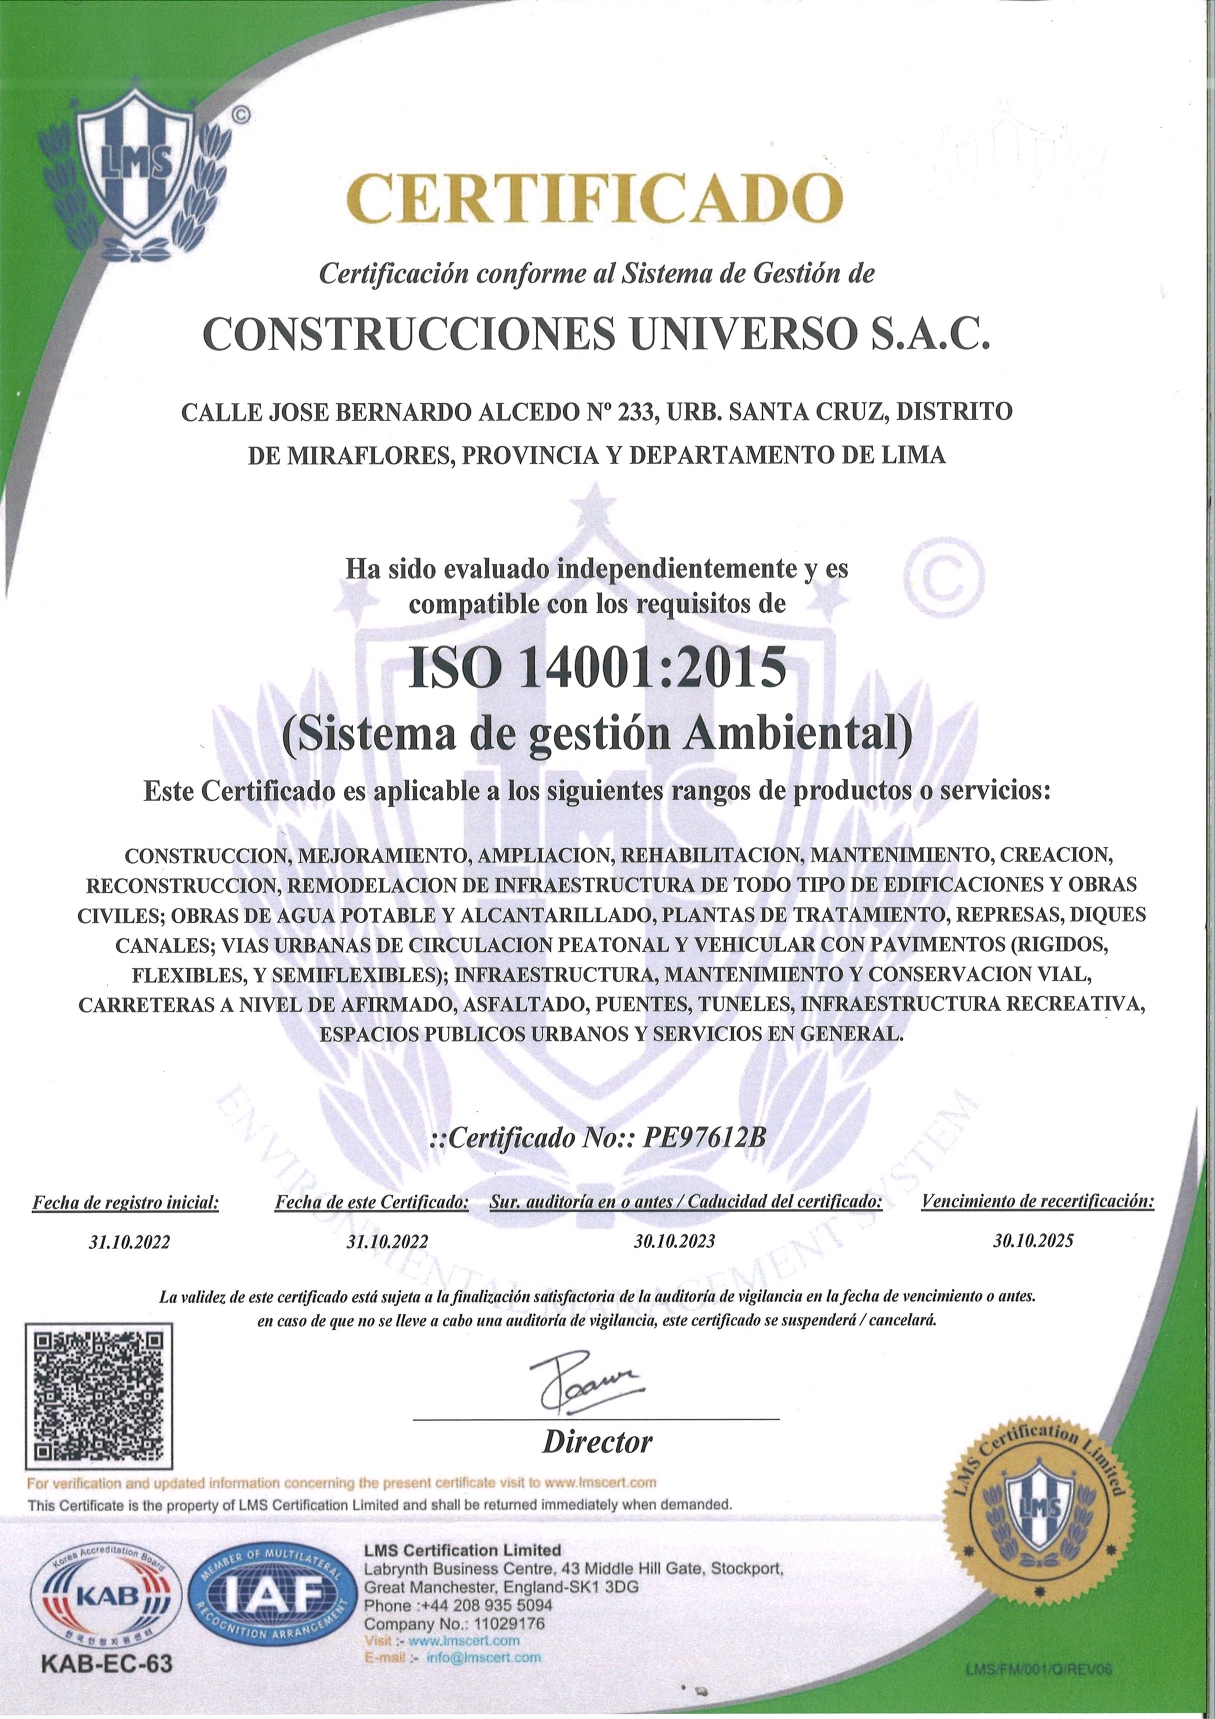 LMS
©
CERTIFICADO
Certificación conforme al Sistema de Gestión de
CONSTRUCCIONES UNIVERSO S.A.C.
CALLE JOSE BERNARDO ALCEDO Nº 233, URB. SANTA CRUZ, DISTRITO
DE MIRAFLORES, PROVINCIA Y DEPARTAMENTO DE LIMA
©
Ha sido evaluado independientemente y es
compatible con los requisitos de
ISO 14001:2015
(Sistema de gestión Ambiental)
LMS
Este Certificado es aplicable a los siguientes rangos de productos o servicios:
CONSTRUCCION, MEJORAMIENTO, AMPLIACION, REHABILITACION, MANTENIMIENTO, CREACION,
RECONSTRUCCION, REMODELACION DE INFRAESTRUCTURA DE TODO TIPO DE EDIFICACIONES Y OBRAS
CIVILES; OBRAS DE AGUA POTABLE Y ALCANTARILLADO, PLANTAS DE TRATAMIENTO, REPRESAS, DIQUES
CANALES; VIAS URBANAS DE CIRCULACION PEATONAL Y VEHICULAR CON PAVIMENTOS (RIGIDOS,
FLEXIBLES, Y SEMIFLEXIBLES); INFRAESTRUCTURA, MANTENIMIENTO Y CONSERVACION VIAL,
CARRETERAS A NIVEL DE AFIRMADO, ASFALTADO, PUENTES, TUNELES, INFRAESTRUCTURA RECREATIVA,
ESPACIOS PUBLICOS URBANOS Y SERVICIOS EN GENERAL.
ENVIRONMENTAL MANAGEMENT SYSTEM
::Certificado No:: PE97612B
Fecha de registro inicial: Fecha de este Certificado: Sur. auditoría en o antes / Caducidad del certificado: Vencimiento de recertificación:
31.10.2022 31.10.2022 30.10.2023 30.10.2025
La validez de este certificado está sujeta a la finalización satisfactoria de la auditoría de vigilancia en la fecha de vencimiento o antes.
en caso de que no se lleve a cabo una auditoría de vigilancia, este certificado se suspenderá / cancelará.
Director
For verification and updated information concerning the present certificate visit to www.lmscert.com
This Certificate is the property of LMS Certification Limited and shall be returned immediately when demanded.
LMS Certification Limited
LMS
Korea Accreditation Board
KAB
한국인정지원센터
KAB-EC-63
MEMBER OF MULTILATERAL
IAF
RECOGNITION ARRANGEMENT
LMS Certification Limited
Labrynth Business Centre, 43 Middle Hill Gate, Stockport,
Great Manchester, England-SK1 3DG
Phone :+44 208 935 5094
Company No.: 11029176
Visit :- www.lmscert.com
E-mail :- info@lmscert.com
LMS/FM/001/Q/REV06